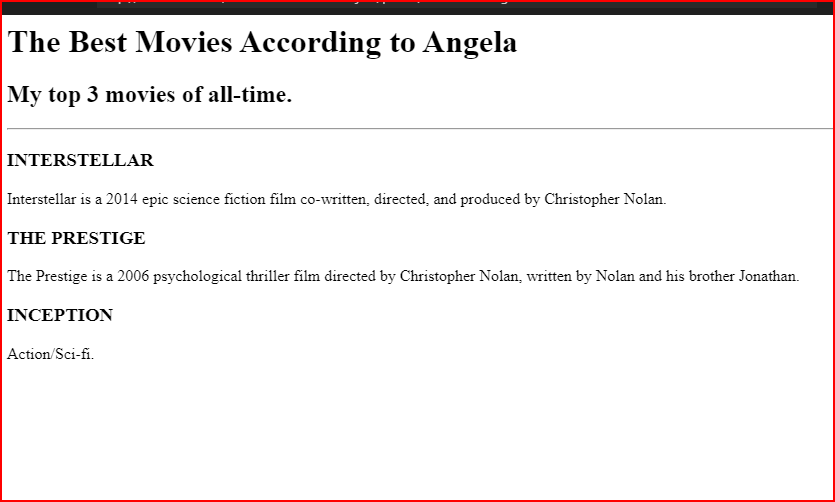 The Best Movies According to Angela
My top 3 movies of all-time.
INTERSTELLAR
Interstellar is a 2014 epic science fiction film co-written, directed, and produced by Christopher Nolan.
THE PRESTIGE
The Prestige is a 2006 psychological thriller film directed by Christopher Nolan, written by Nolan and his brother Jonathan.
INCEPTION
Action/Sci-fi.